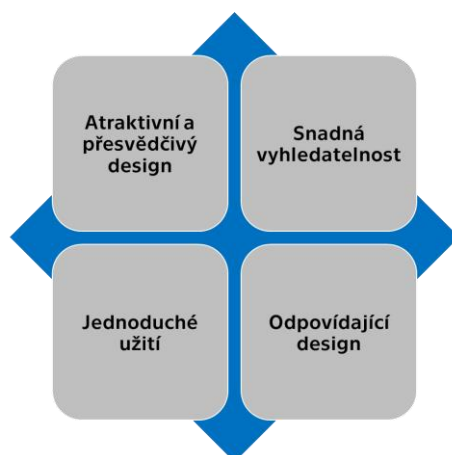 Atraktivní a
přesvědčivý
design
Snadná
vyhledatelnost
Jednoduché
užití
Odpovídající
design